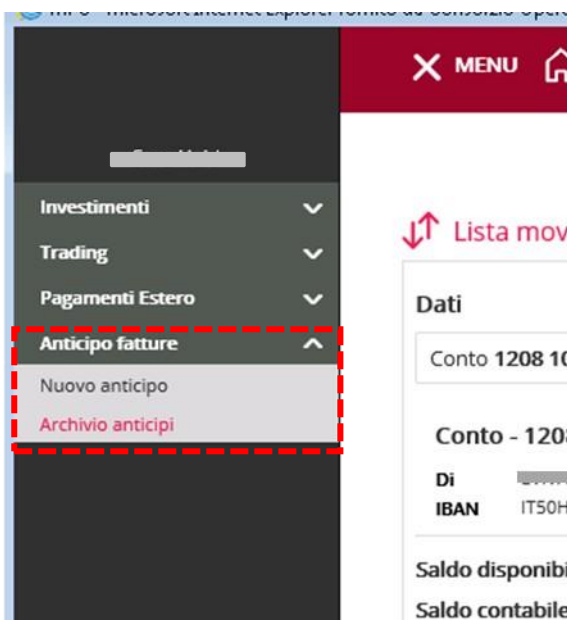 MENU
Investimenti
Trading
Pagamenti Estero
Anticipo fatture
Nuovo anticipo
Archivio anticipi
Lista mov
Dati
Conto 1208 10
Conto - 1208
Di
IBAN IT50H
Saldo disponibi
Saldo contabile